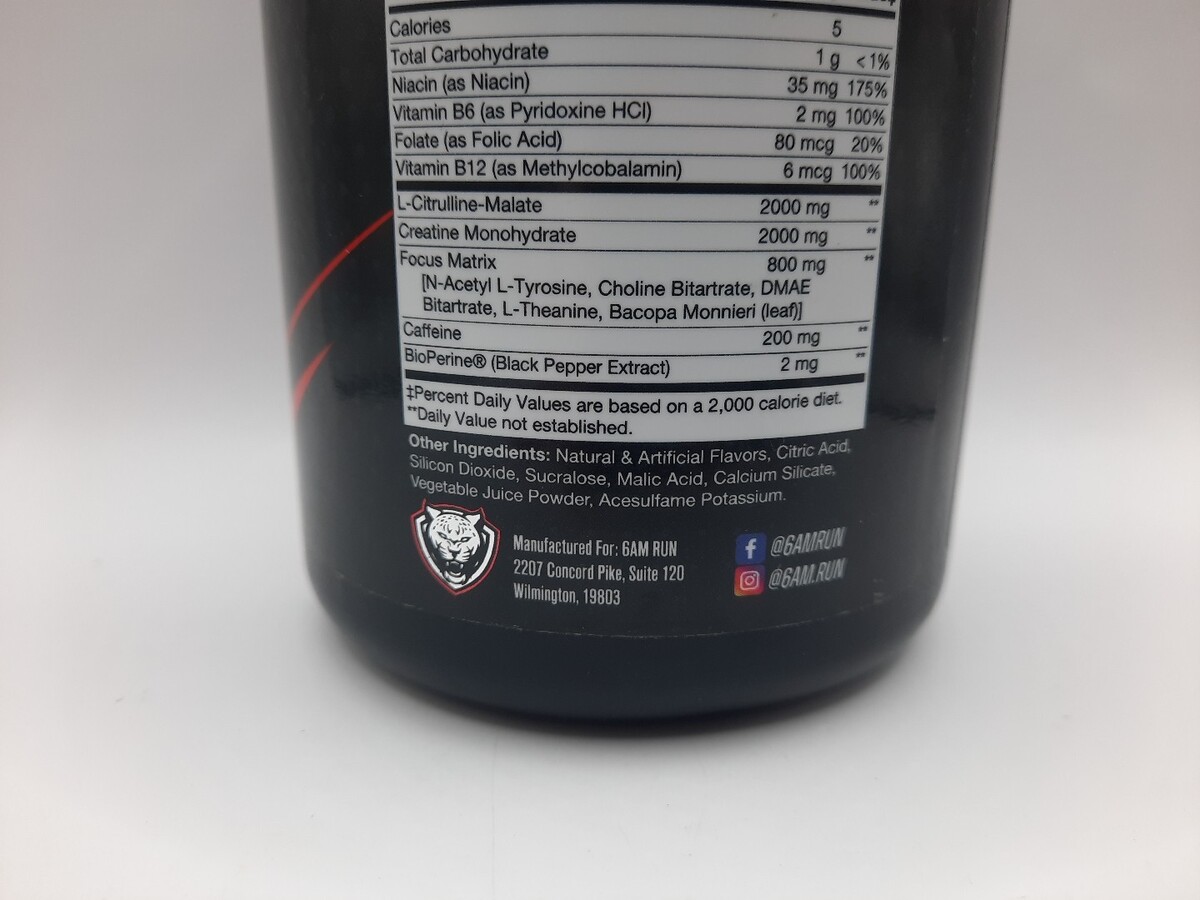 Calories 5
Total Carbohydrate 1 g <1%
Niacin (as Niacin) 35 mg 175%
Vitamin B6 (as Pyridoxine HCl) 2 mg 100%
Folate (as Folic Acid) 80 mcg 20%
Vitamin B12 (as Methylcobalamin) 6 mcg 100%
L-Citrulline-Malate 2000 mg **
Creatine Monohydrate 2000 mg **
Focus Matrix 800 mg **
[N-Acetyl L-Tyrosine, Choline Bitartrate, DMAE
Bitartrate, L-Theanine, Bacopa Monnieri (leaf)]
Caffeine 200 mg **
BioPerine® (Black Pepper Extract) 2 mg **
‡Percent Daily Values are based on a 2,000 calorie diet.
**Daily Value not established.
Other Ingredients: Natural & Artificial Flavors, Citric Acid,
Silicon Dioxide, Sucralose, Malic Acid, Calcium Silicate,
Vegetable Juice Powder, Acesulfame Potassium.
Manufactured For: 6AM RUN
2207 Concord Pike, Suite 120
Wilmington, 19803
@6AMRUN
@6AM.RUN